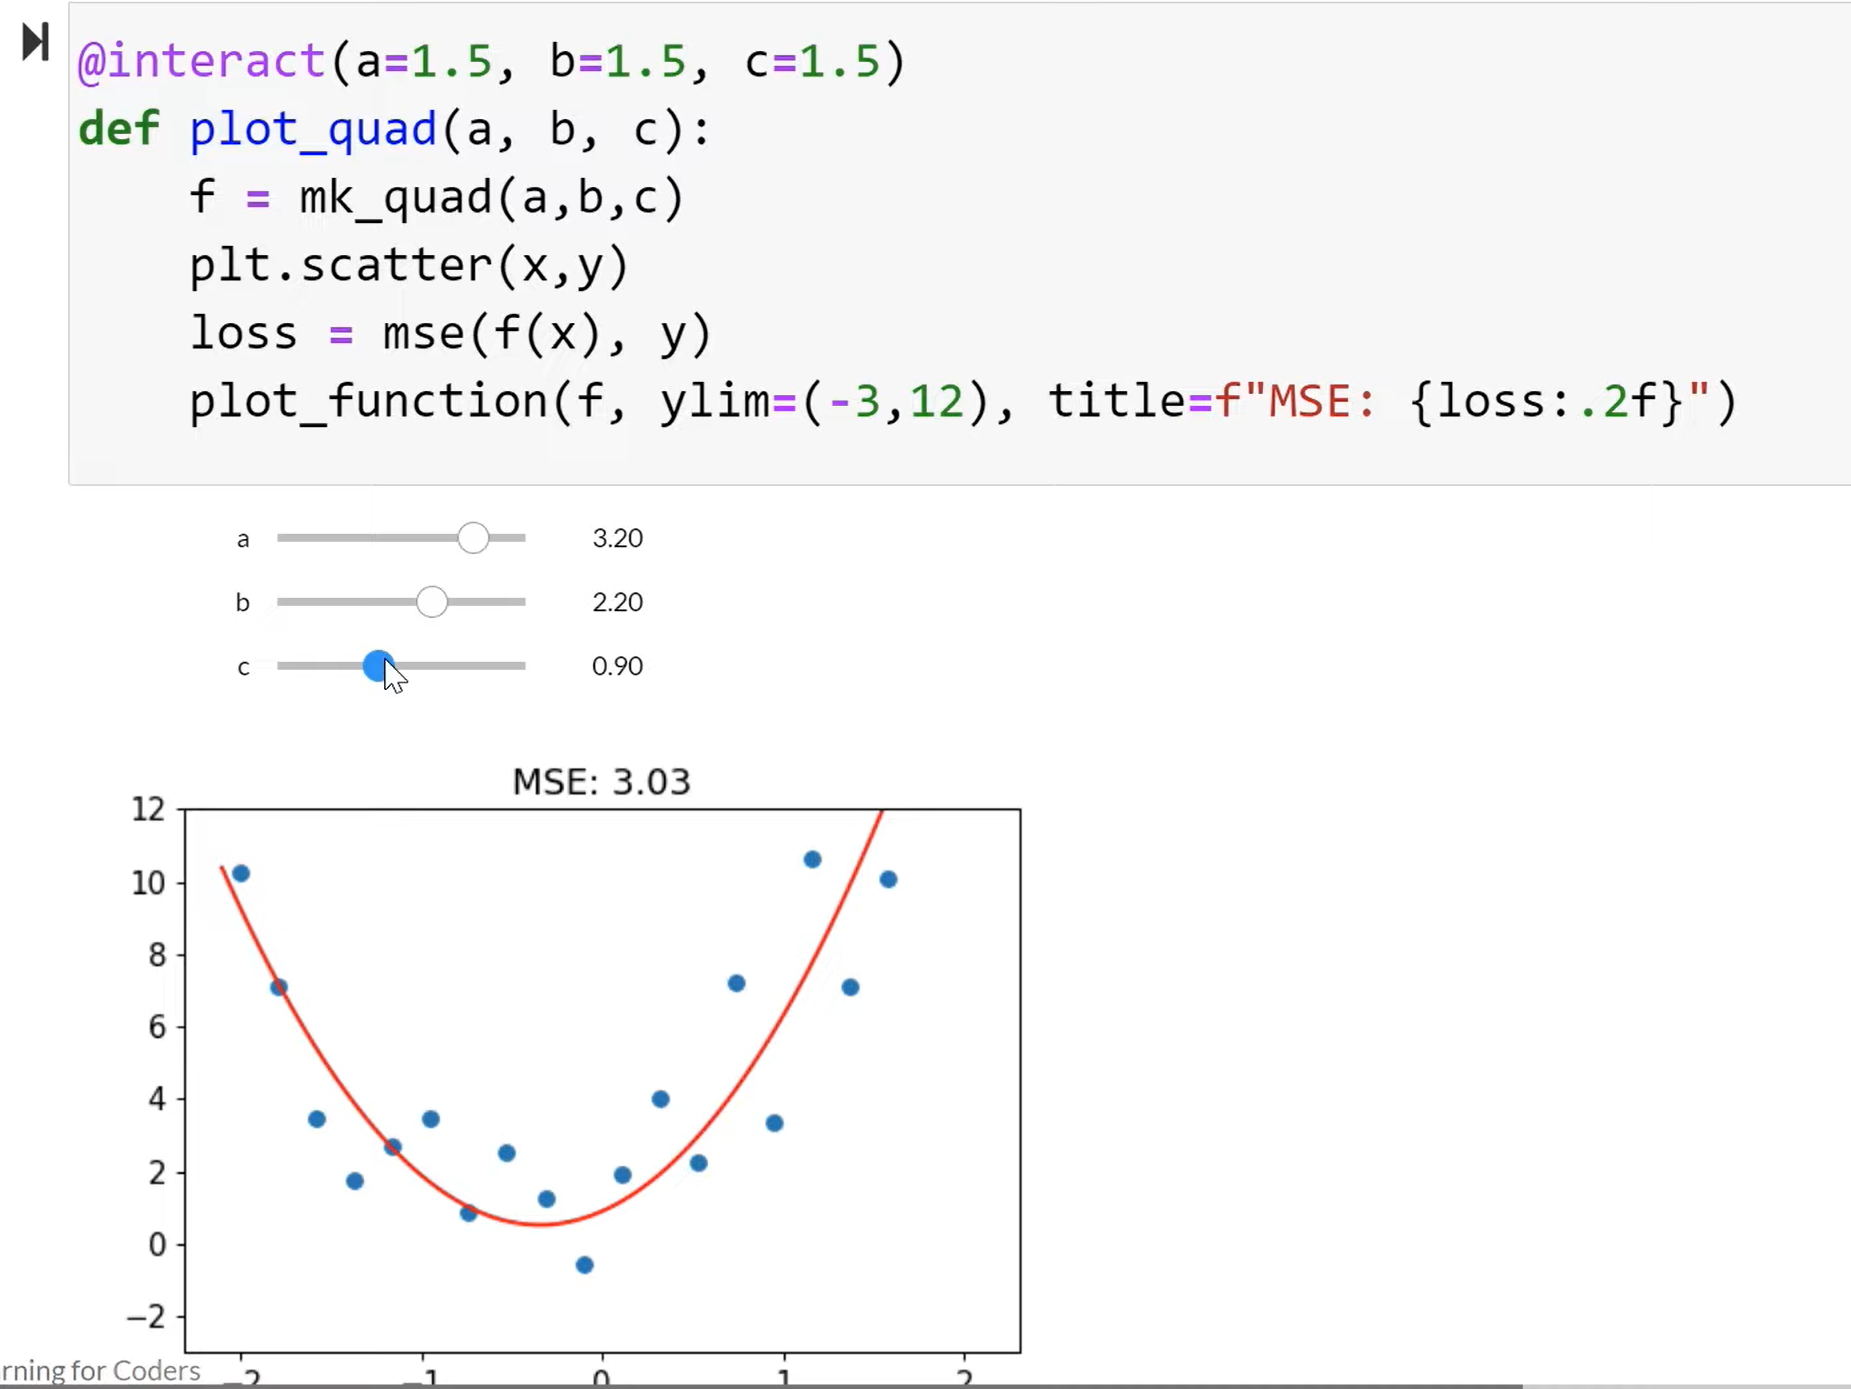 @interact(a=1.5, b=1.5, c=1.5)
def plot_quad(a, b, c):
    f = mk_quad(a,b,c)
    plt.scatter(x,y)
    loss = mse(f(x), y)
    plot_function(f, ylim=(-3,12), title=f"MSE: {loss:.2f}")
a 3.20
b 2.20
c 0.90
MSE: 3.03
12
10
8
6
4
2
0
−2
rning for Coders
−2 −1 0 1 2